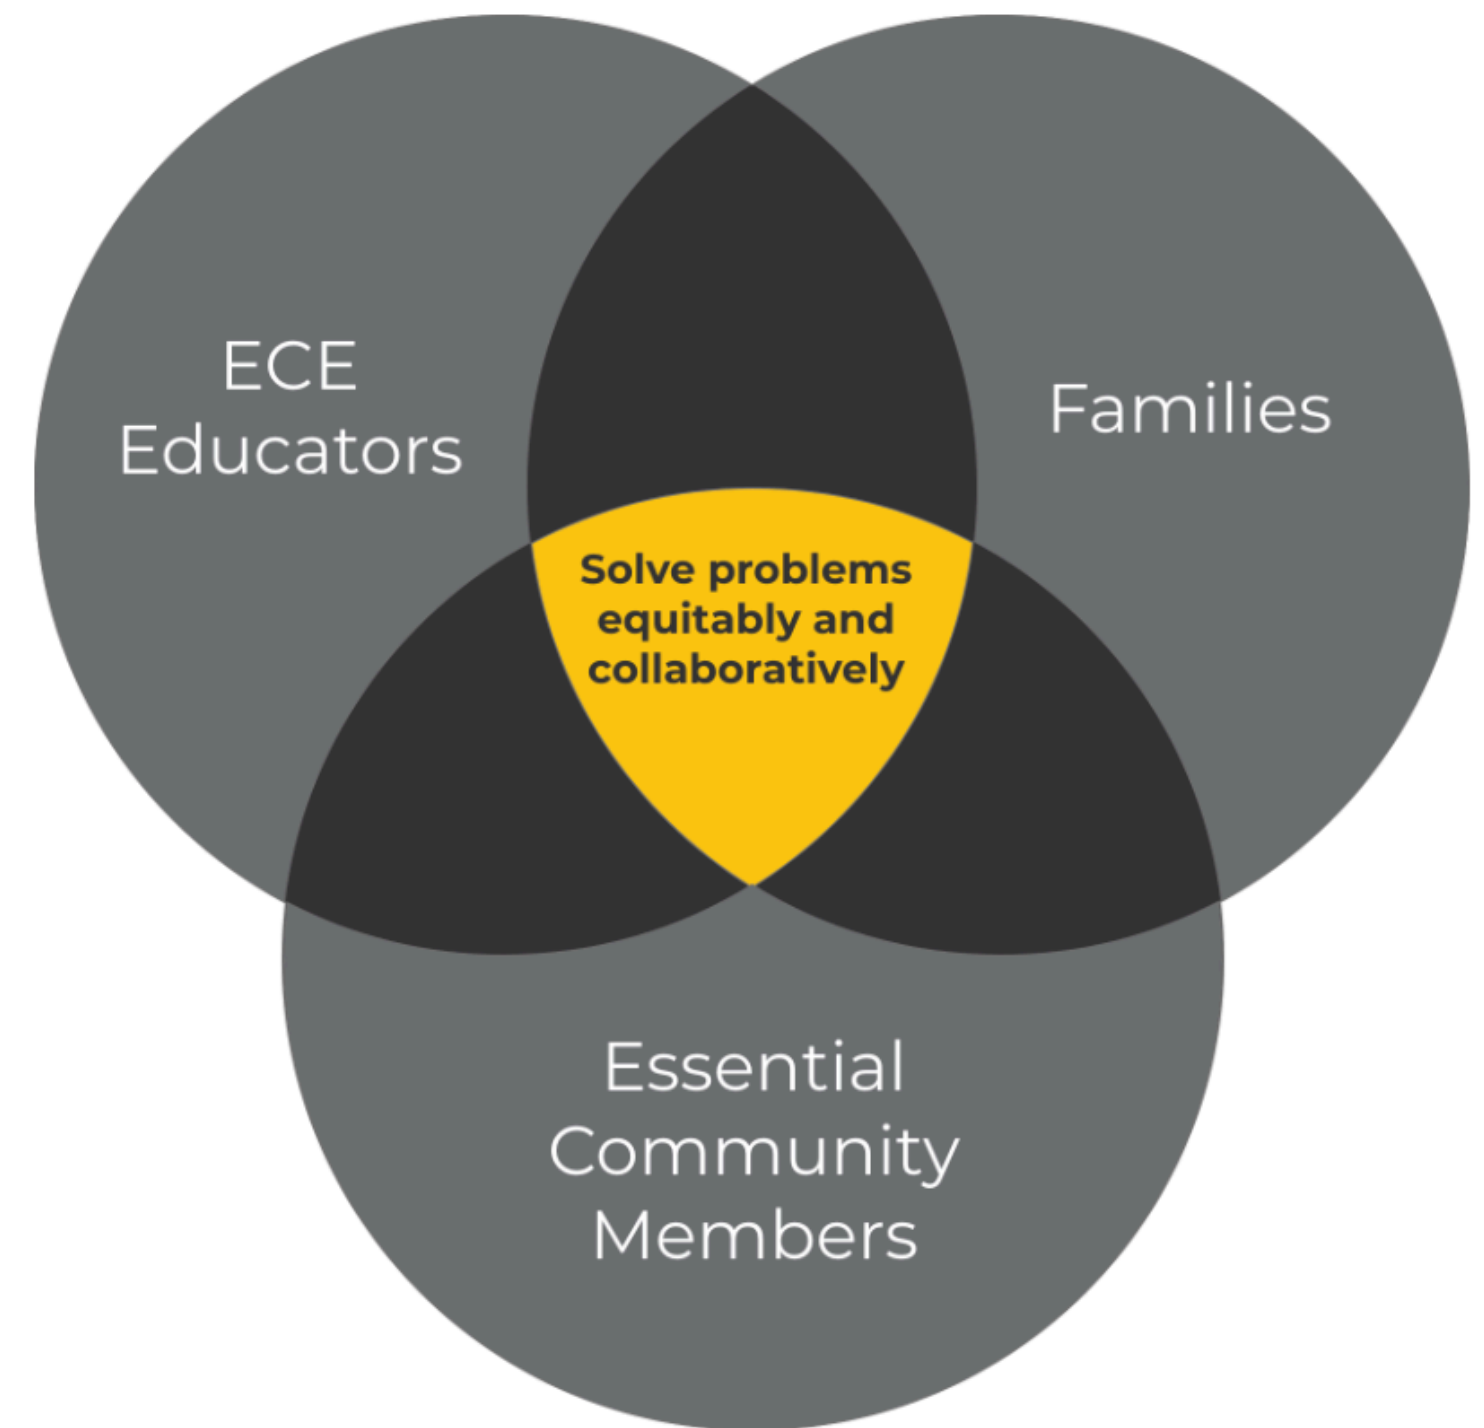 ECE
Educators
Families
Solve problems
equitably and
collaboratively
Essential
Community
Members